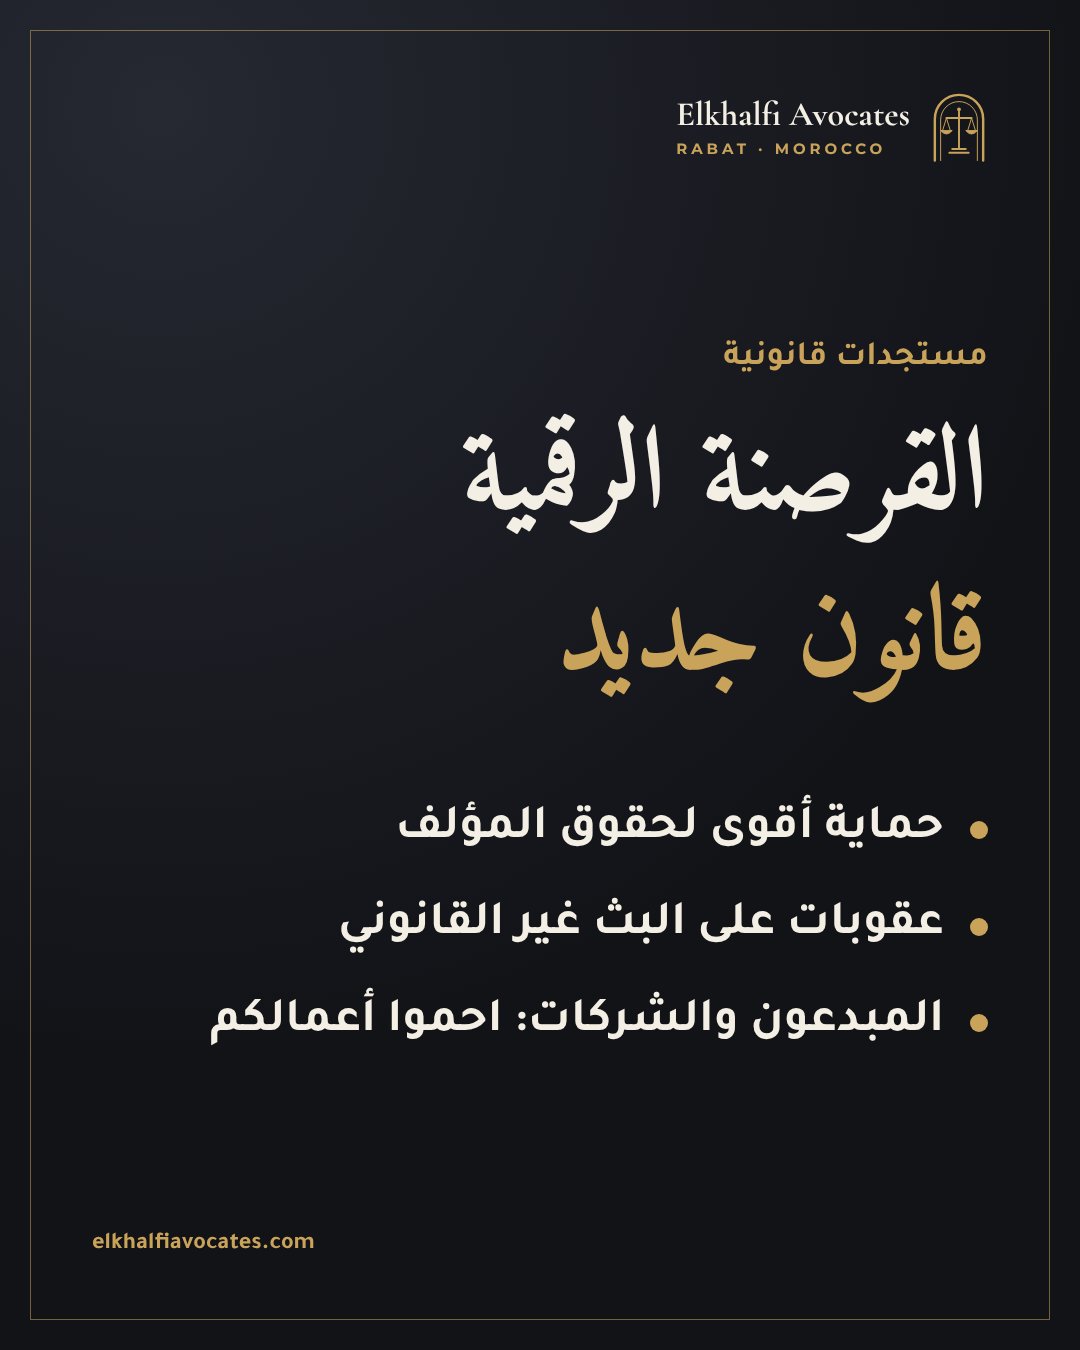 Elkhalfi Avocates
RABAT · MOROCCO
مستجدات قانونية
القرصنة الرقمية
قانون جديد
حماية أقوى لحقوق المؤلف
عقوبات على البث غير القانوني
المبدعون والشركات: احموا أعمالكم
elkhalfiavocates.com